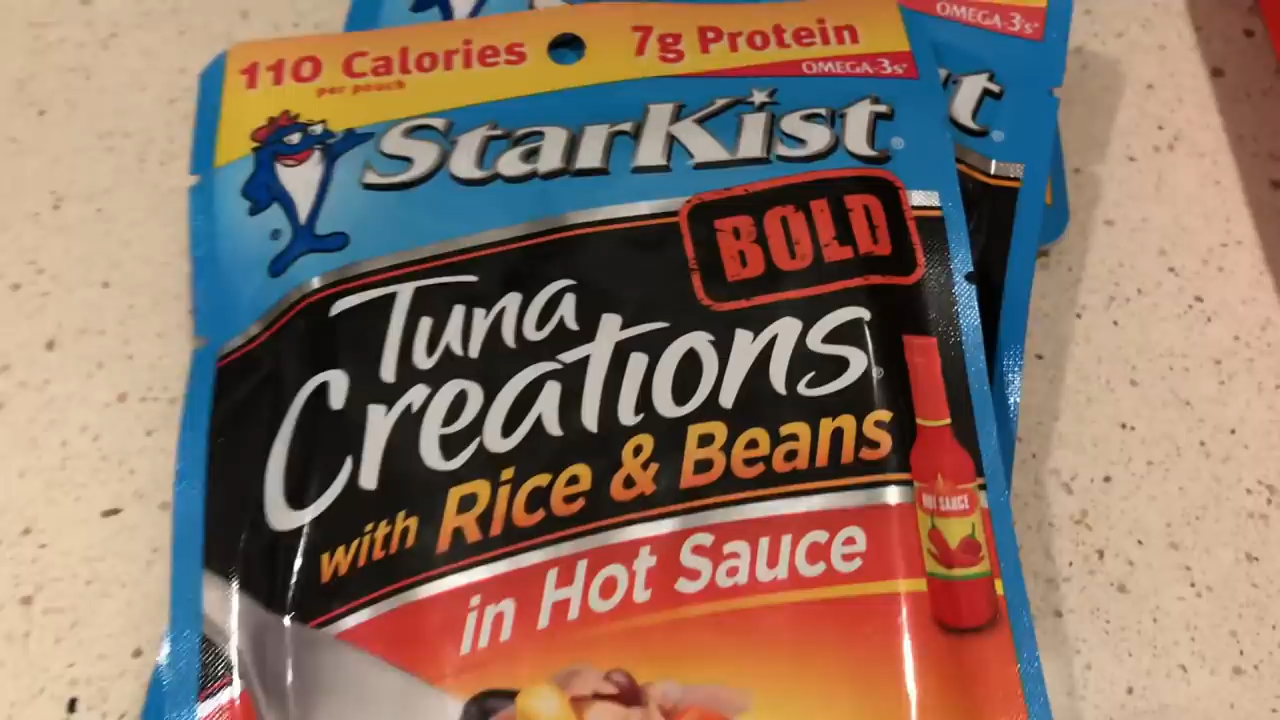 110 Calories
per pouch
7g Protein
OMEGA-3s*
OMEGA-3's*
StarKist®
t®
BOLD
Tuna
Creations®
with Rice & Beans
in Hot Sauce
HOT SAUCE